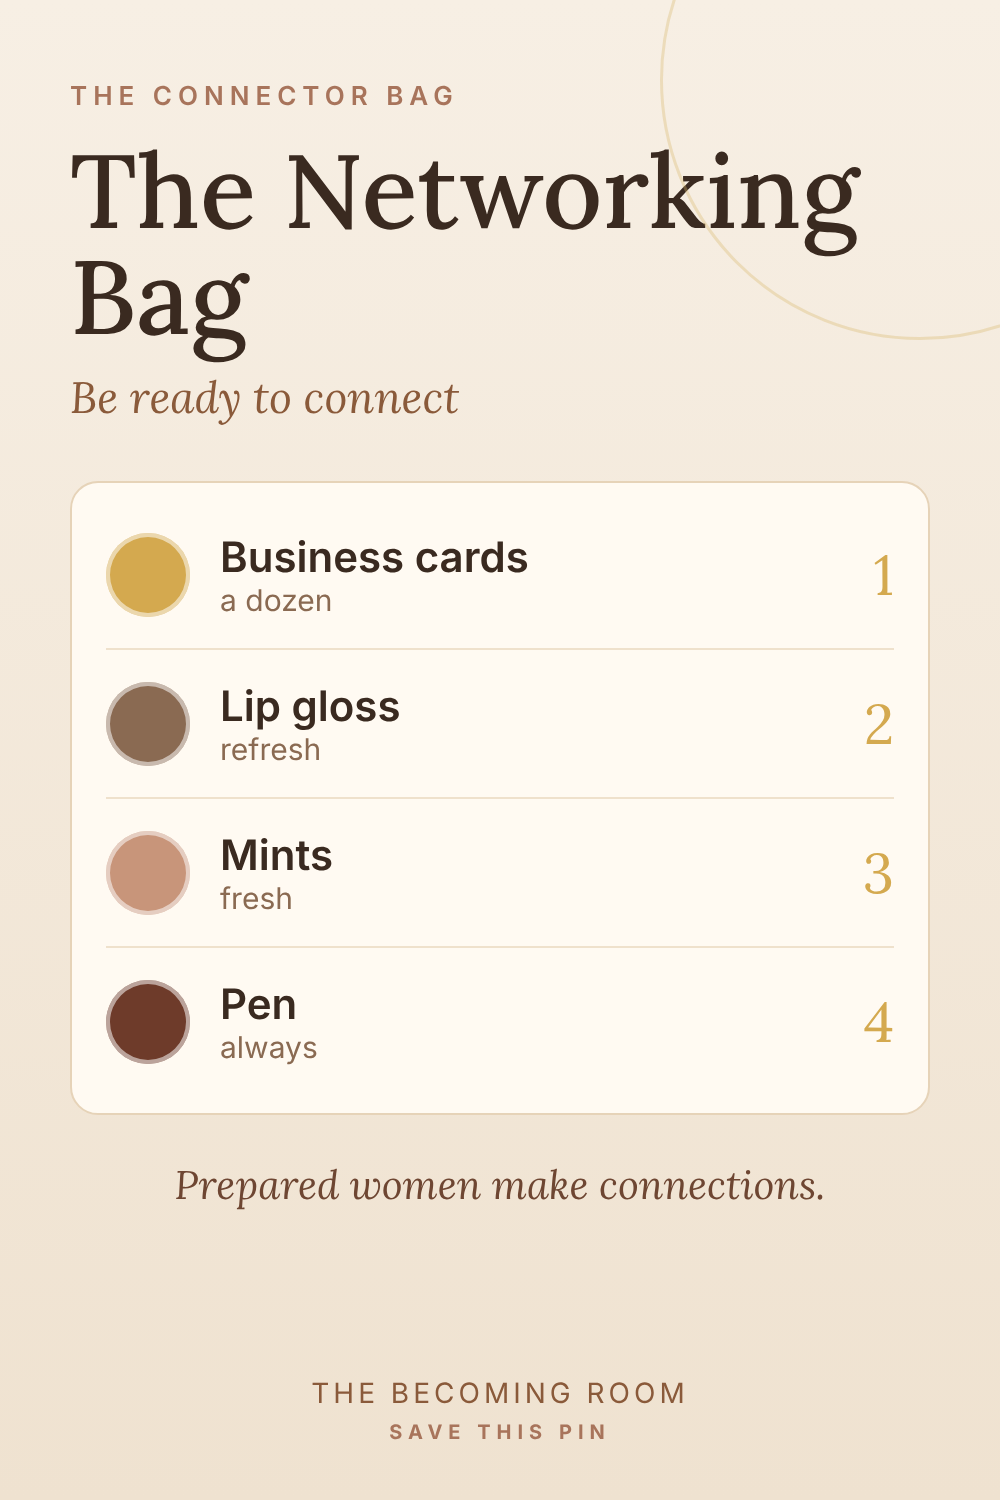 THE CONNECTOR BAG
The Networking
Bag
Be ready to connect
Business cards
a dozen
1
Lip gloss
refresh
2
Mints
fresh
3
Pen
always
4
Prepared women make connections.
THE BECOMING ROOM
SAVE THIS PIN